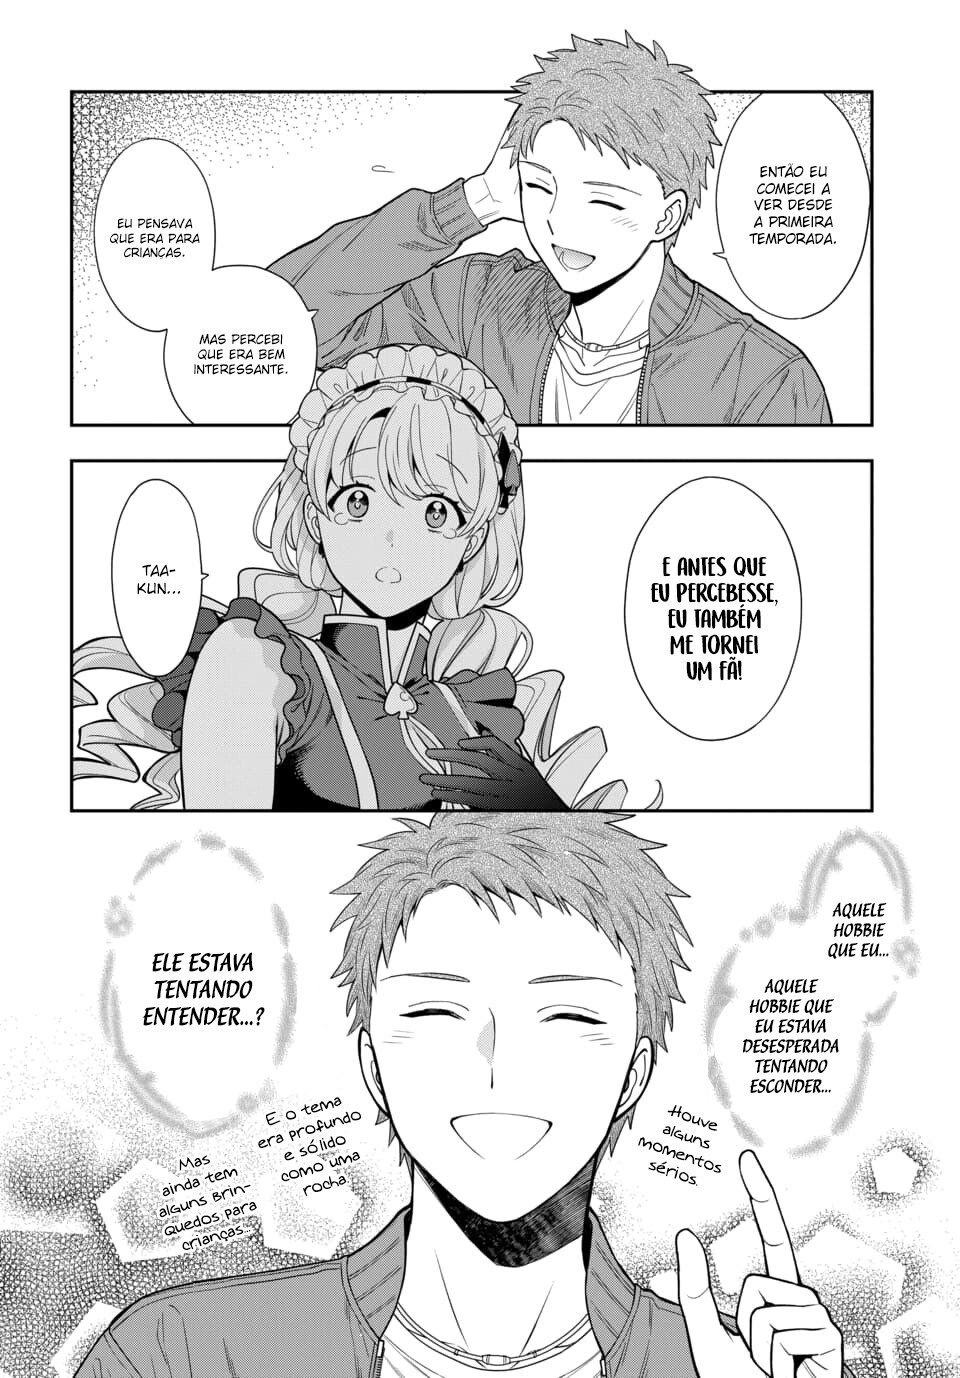 ENTÃO EU
COMECEI A
VER DESDE
A PRIMEIRA
TEMPORADA.
EU PENSAVA
QUE ERA PARA
CRIANÇAS.
MAS PERCEBI
QUE ERA BEM
INTERESSANTE.
E ANTES QUE
EU PERCEBESSE,
EU TAMBÉM
ME TORNEI
UM FÃ!
TAA-
KUN...
AQUELE
HOBBIE
QUE EU...
AQUELE
HOBBIE QUE
EU ESTAVA
DESESPERADA
TENTANDO
ESCONDER...
ELE ESTAVA
TENTANDO
ENTENDER...?
Houve
alguns
momentos
sérios.
E o tema
era profundo
e sólido
como uma
rocha.
Mas
ainda tem
alguns brin-
quedos para
crianças...